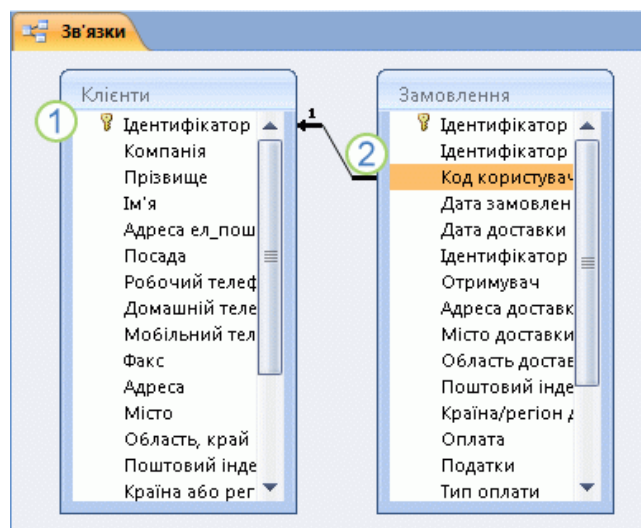 Зв'язки
Клієнти
1
Ідентифікатор
Компанія
Прізвище
Ім'я
Адреса ел_пош
Посада
Робочий телеф
Домашній теле
Мобільний тел
Факс
Адреса
Місто
Область, край
Поштовий інде
Країна або рег
1
2
Замовлення
Ідентифікатор
Ідентифікатор
Код користувач
Дата замовлен
Дата доставки
Ідентифікатор
Отримувач
Адреса доставк
Місто доставки
Область достав
Поштовий інде
Країна/регіон д
Оплата
Податки
Тип оплати